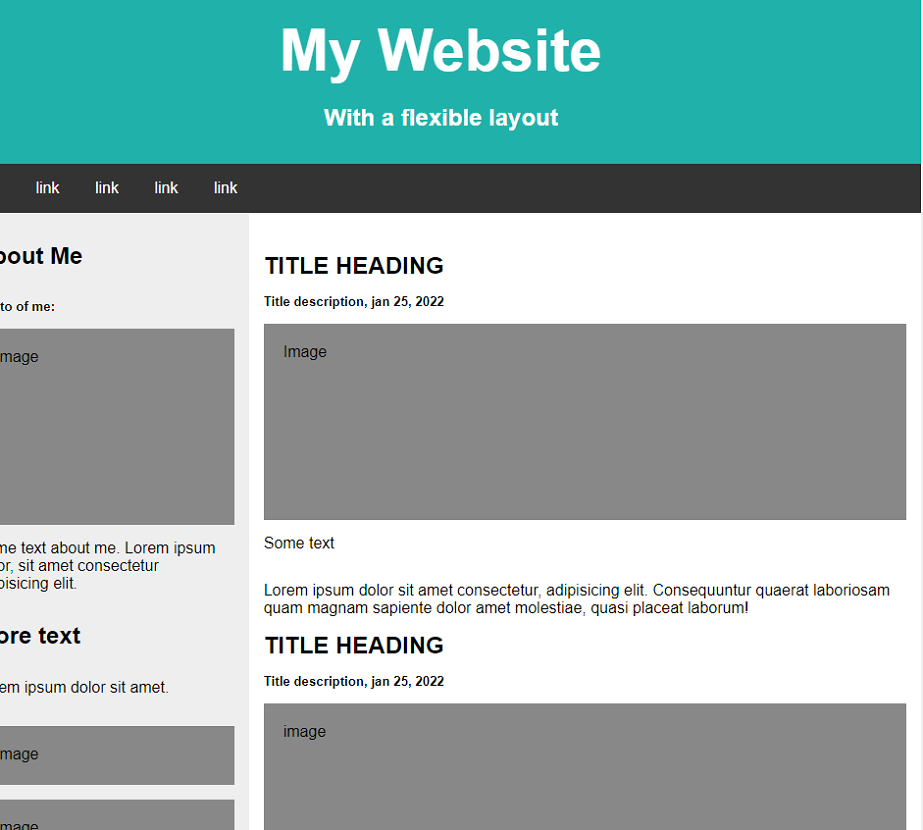 My Website
With a flexible layout
link link link link
bout Me
to of me:
mage
me text about me. Lorem ipsum
or, sit amet consectetur
pisicing elit.
ore text
em ipsum dolor sit amet.
mage
mage
TITLE HEADING
Title description, jan 25, 2022
Image
Some text
Lorem ipsum dolor sit amet consectetur, adipisicing elit. Consequuntur quaerat laboriosam
quam magnam sapiente dolor amet molestiae, quasi placeat laborum!
TITLE HEADING
Title description, jan 25, 2022
image